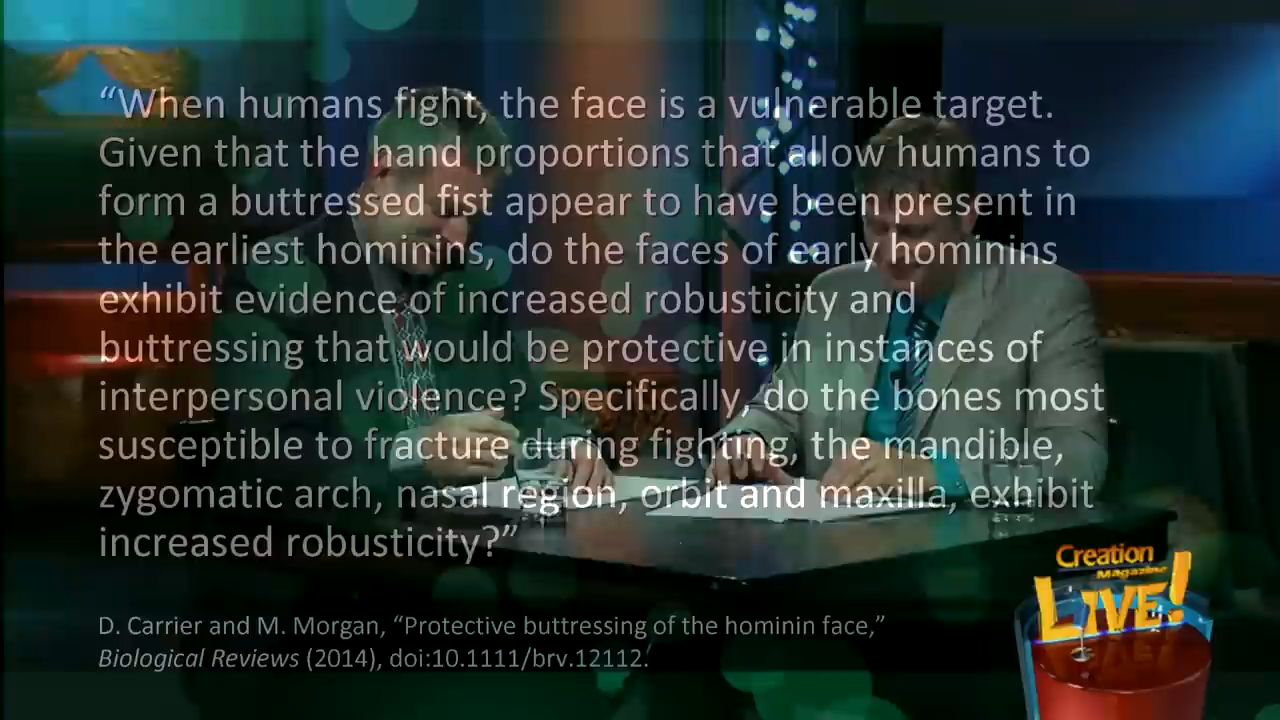 “When humans fight, the face is a vulnerable target.
Given that the hand proportions that allow humans to
form a buttressed fist appear to have been present in
the earliest hominins, do the faces of early hominins
exhibit evidence of increased robusticity and
buttressing that would be protective in instances of
interpersonal violence? Specifically, do the bones most
susceptible to fracture during fighting, the mandible,
zygomatic arch, nasal region, orbit and maxilla, exhibit
increased robusticity?”
D. Carrier and M. Morgan, “Protective buttressing of the hominin face,”
Biological Reviews (2014), doi:10.1111/brv.12112.
Creation
Magazine
LIVE!